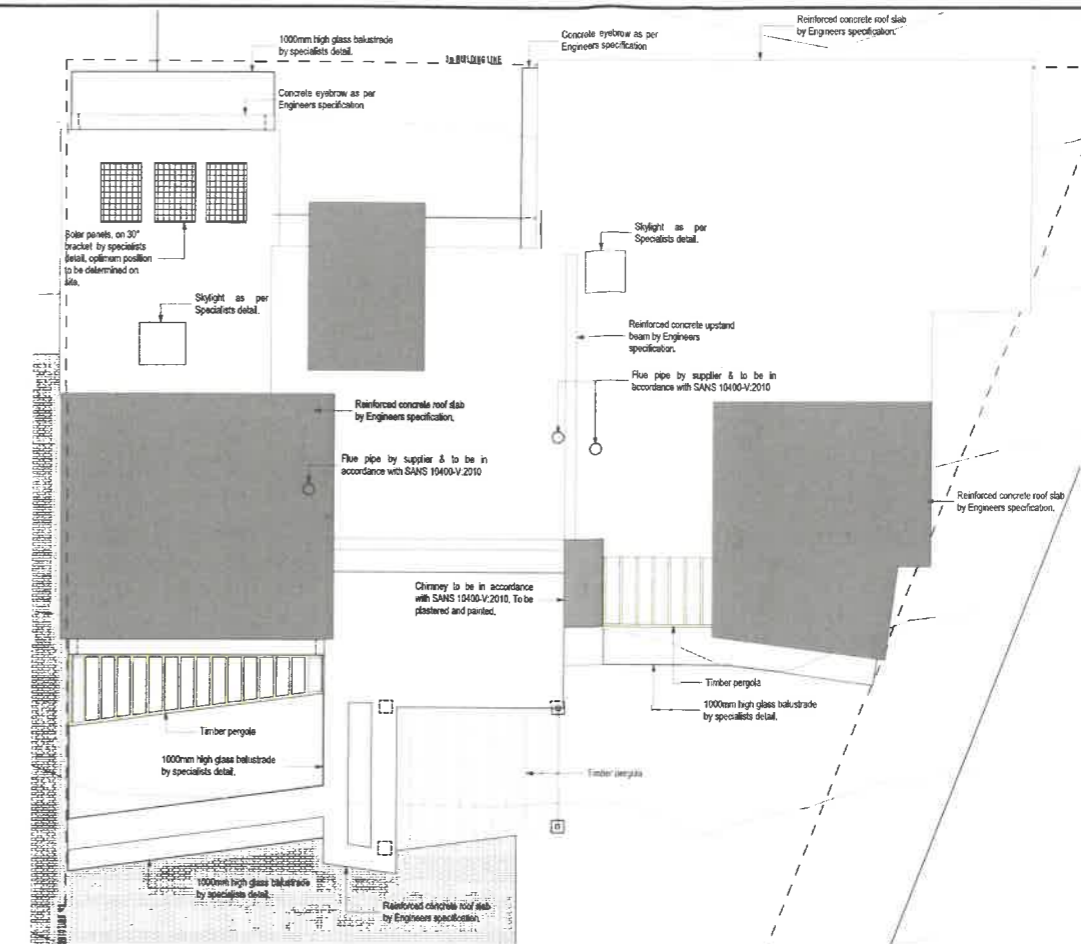 Reinforced concrete roof slab
by Engineers specification.
1000mm high glass balustrade
by specialists detail.
Concrete eyebrow as per
Engineers specification
BUILDING LINE
Concrete eyebrow as per
Engineers specification
Solar panels, on 30°
bracket by specialists
detail, optimum position
to be determined on
site.
Skylight as per
Specialists detail.
Skylight as per
Specialists detail.
Reinforced concrete upstand
beam by Engineers
specification.
Flue pipe by supplier & to be in
accordance with SANS 10400-V:2010
Reinforced concrete roof slab
by Engineers specification.
Flue pipe by supplier & to be in
accordance with SANS 10400-V:2010
Reinforced concrete roof slab
by Engineers specification.
Chimney to be in accordance
with SANS 10400-V:2010. To be
plastered and painted.
Timber pergola
1000mm high glass balustrade
by specialists detail.
Timber pergola
1000mm high glass balustrade
by specialists detail.
Timber pergola
1000mm high glass balustrade
by specialists detail.
Reinforced concrete roof slab
by Engineers specification.